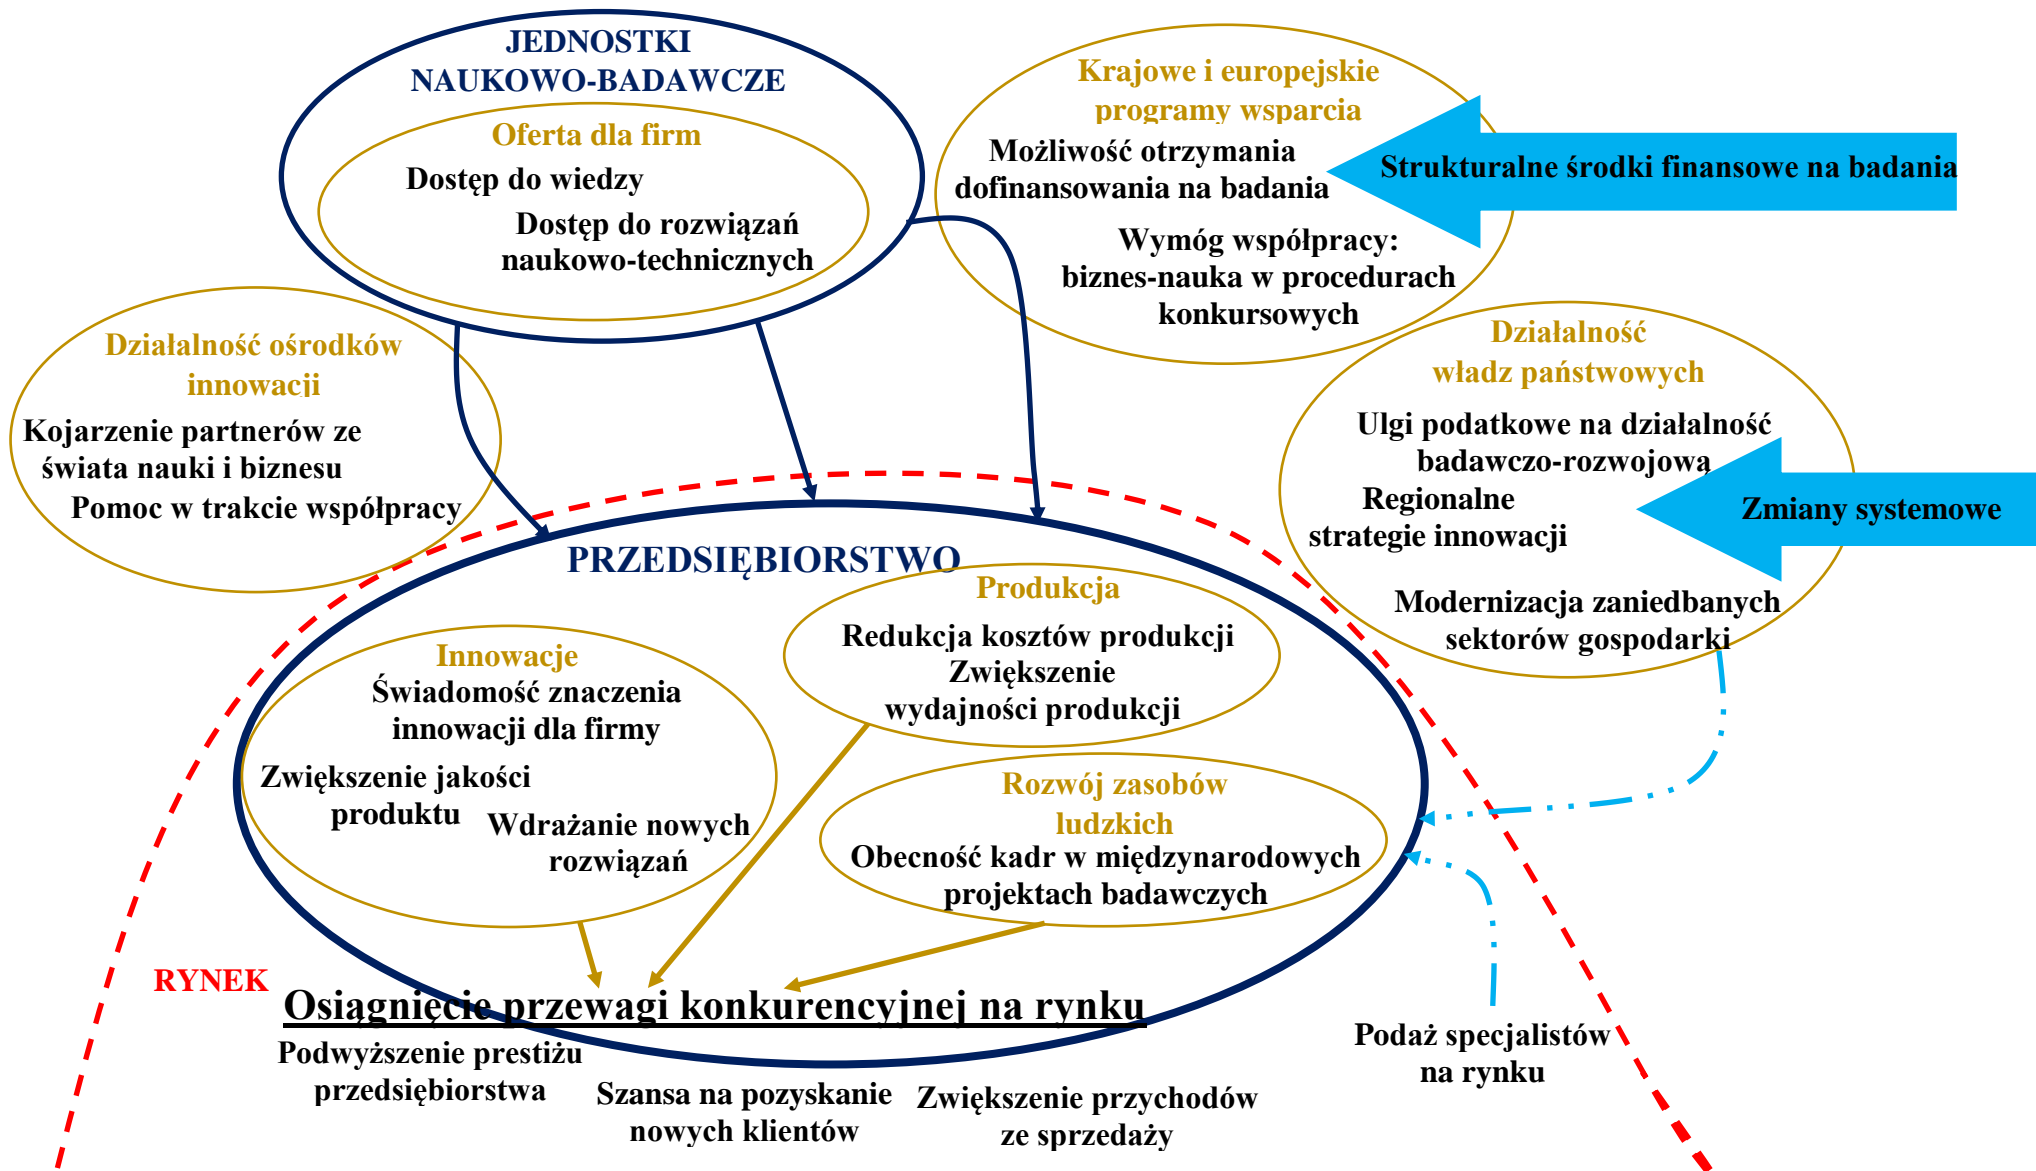 JEDNOSTKI
NAUKOWO-BADAWCZE
Oferta dla firm
Dostęp do wiedzy
Dostęp do rozwiązań
naukowo-technicznych
Krajowe i europejskie
programy wsparcia
Możliwość otrzymania
dofinansowania na badania
Wymóg współpracy:
biznes-nauka w procedurach
konkursowych
Strukturalne środki finansowe na badania
Działalność ośrodków
innowacji
Kojarzenie partnerów ze
świata nauki i biznesu
Pomoc w trakcie współpracy
Działalność
władz państwowych
Ulgi podatkowe na działalność
badawczo-rozwojową
Regionalne
strategie innowacji
Modernizacja zaniedbanych
sektorów gospodarki
Zmiany systemowe
PRZEDSIĘBIORSTWO
Produkcja
Redukcja kosztów produkcji
Zwiększenie
wydajności produkcji
Innowacje
Świadomość znaczenia
innowacji dla firmy
Zwiększenie jakości
produktu
Wdrażanie nowych
rozwiązań
Rozwój zasobów
ludzkich
Obecność kadr w międzynarodowych
projektach badawczych
RYNEK
Osiągnięcie przewagi konkurencyjnej na rynku
Podwyższenie prestiżu
przedsiębiorstwa
Szansa na pozyskanie
nowych klientów
Zwiększenie przychodów
ze sprzedaży
Podaż specjalistów
na rynku